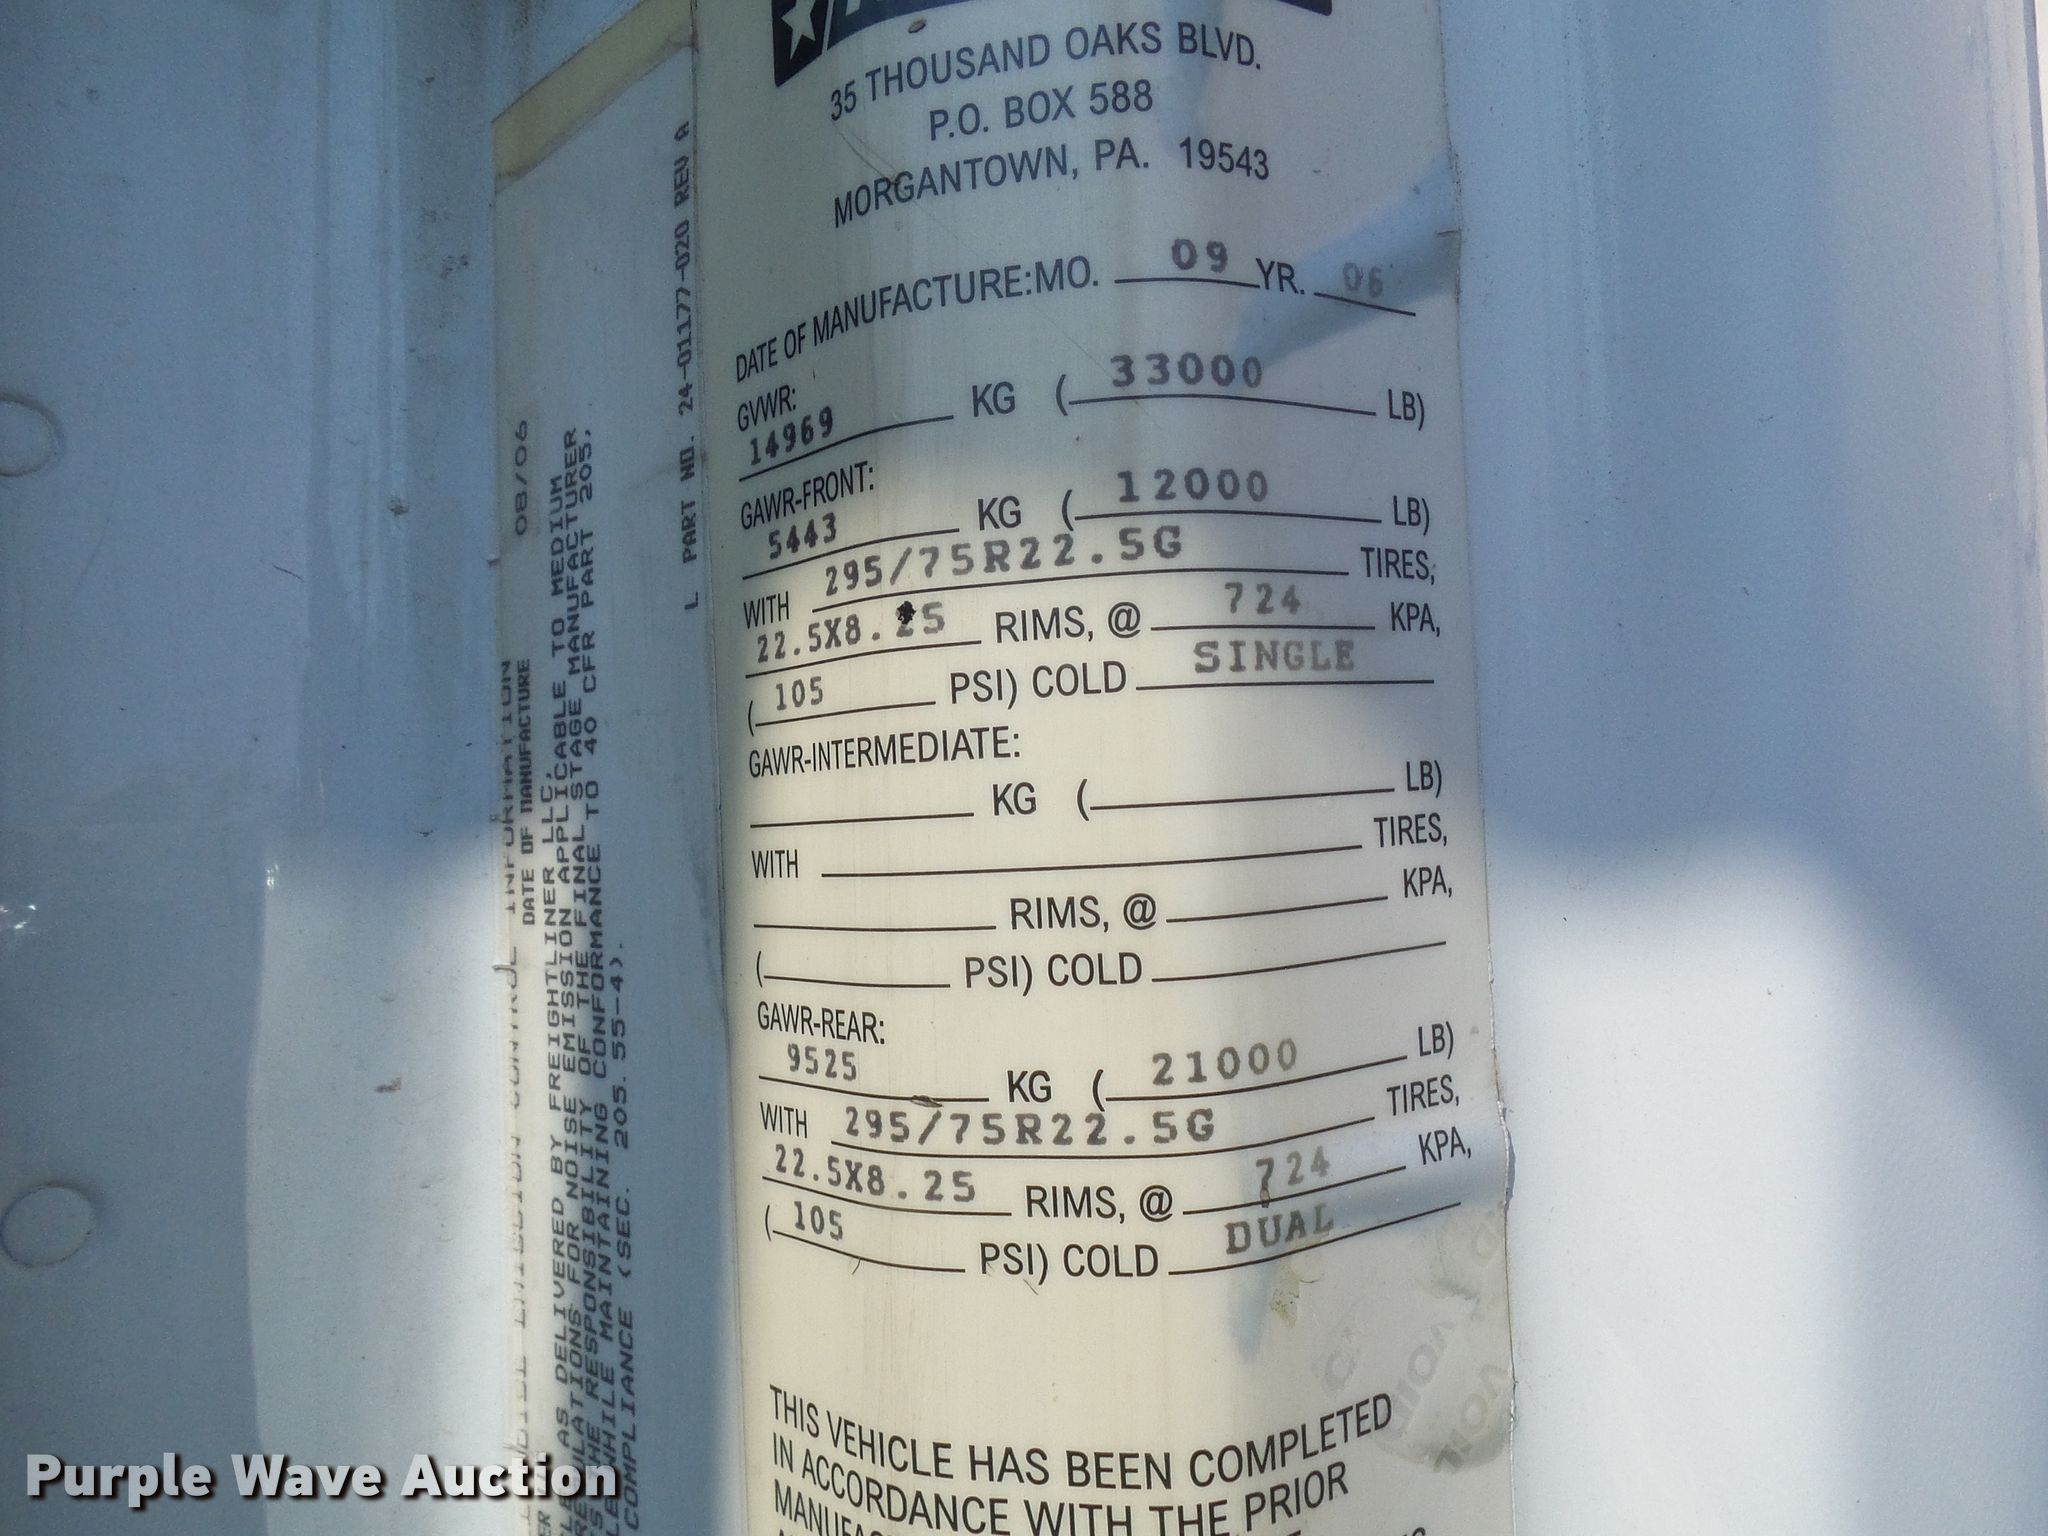 35 THOUSAND OAKS BLVD.
P.O. BOX 588
MORGANTOWN, PA. 19543
DATE OF MANUFACTURE:MO. 09 YR. 06
GVWR:
14969 KG ( 33000 LB)
GAWR-FRONT:
5443 KG ( 12000 LB)
WITH 295/75R22.5G TIRES,
22.5X8.25 RIMS, @ 724 KPA,
( 105 PSI) COLD SINGLE
GAWR-INTERMEDIATE:
KG ( LB)
WITH TIRES,
RIMS, @ KPA,
( PSI) COLD
GAWR-REAR:
9525 KG ( 21000 LB)
WITH 295/75R22.5G TIRES,
22.5X8.25 RIMS, @ 724 KPA,
( 105 PSI) COLD DUAL
THIS VEHICLE HAS BEEN COMPLETED
IN ACCORDANCE WITH THE PRIOR
L PART NO. 24-01177-020 REV A
CONTROL INFORMATION
DATE OF MANUFACTURE 08/06
AS DELIVERED BY FREIGHTLINER LLC,
REGULATIONS FOR NOISE EMISSION APPLICABLE TO MEDIUM
THE RESPONSIBILITY OF THE FINAL STAGE MANUFACTURER
WHILE MAINTAINING CONFORMANCE TO 40 CFR PART 205,
COMPLIANCE (SEC. 205.55-4).
Purple Wave Auction